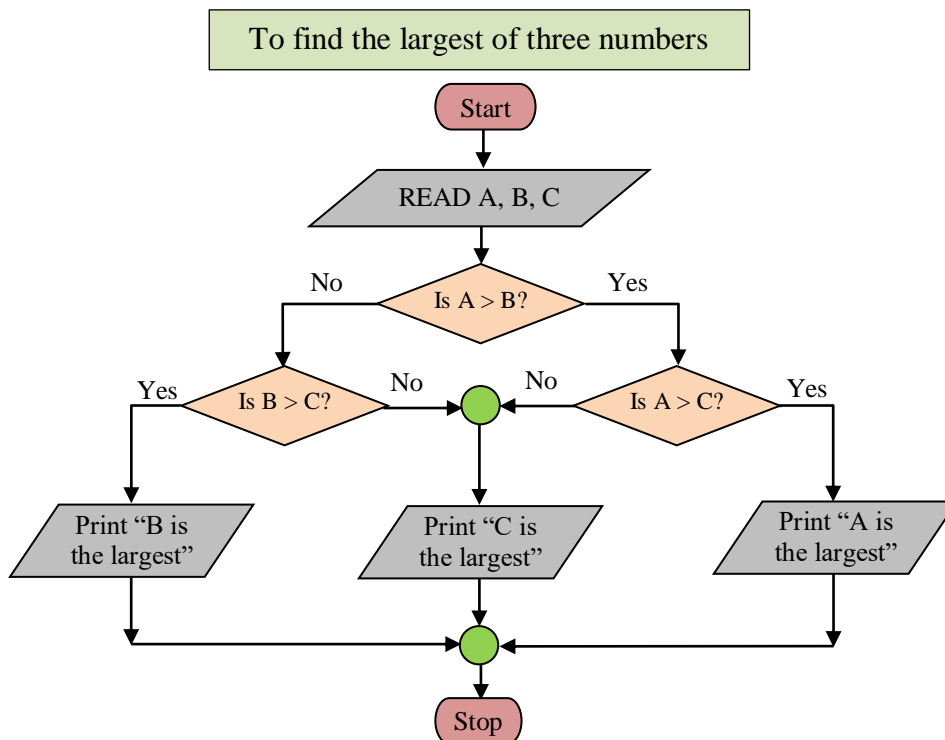 To find the largest of three numbers
Start
READ A, B, C
Is A > B?
No
Yes
Is B > C?
Yes
No
Is A > C?
No
Yes
Print “B is
the largest”
Print “C is
the largest”
Print “A is
the largest”
Stop